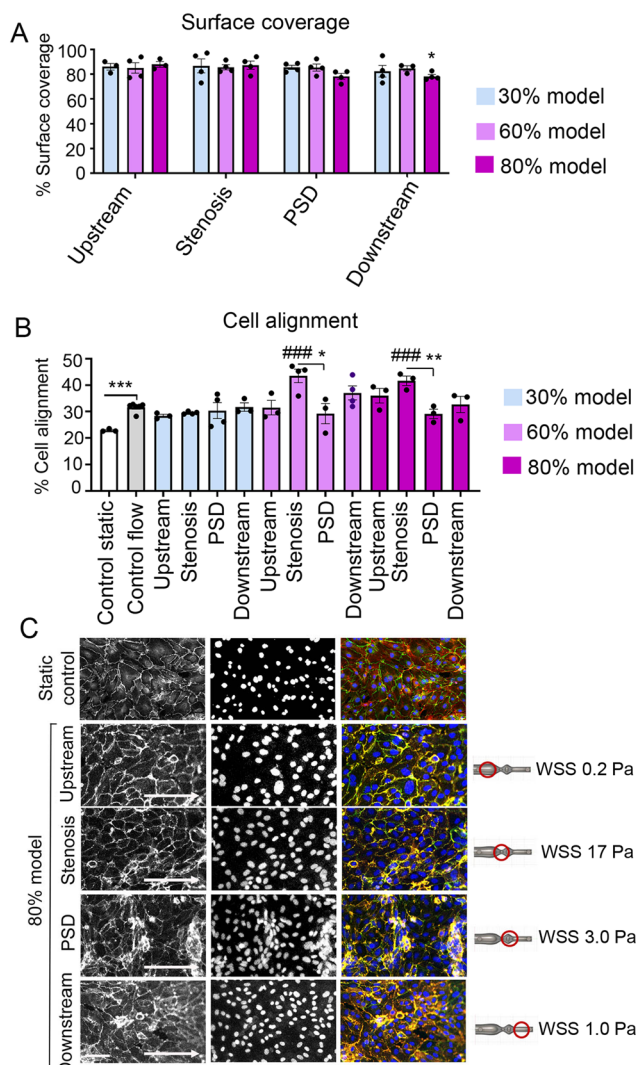 A
Surface coverage
% Surface coverage
100
80
60
40
20
0
*
Upstream
Stenosis
PSD
Downstream
30% model
60% model
80% model
B
Cell alignment
% Cell alignment
50
40
30
20
10
0
***
###
*
###
**
Control static
Control flow
Upstream
Stenosis
PSD
Downstream
Upstream
Stenosis
PSD
Downstream
Upstream
Stenosis
PSD
Downstream
30% model
60% model
80% model
C
Static
control
80% model
Upstream
WSS 0.2 Pa
Stenosis
WSS 17 Pa
PSD
WSS 3.0 Pa
Downstream
WSS 1.0 Pa